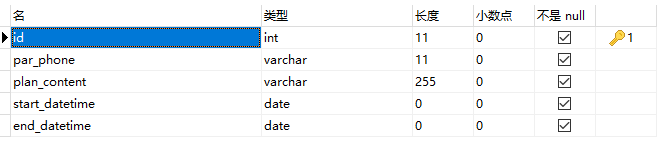 名 类型 长度 小数点 不是 null
id int 11 0 1
par_phone varchar 11 0
plan_content varchar 255 0
start_datetime date 0 0
end_datetime date 0 0